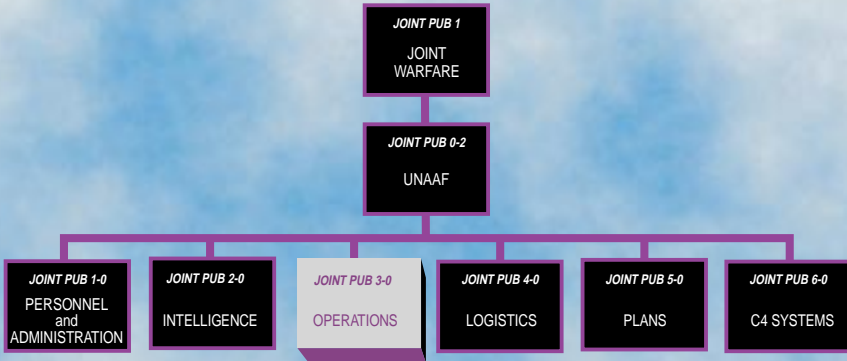 JOINT PUB 1
JOINT
WARFARE
JOINT PUB 0-2
UNAAF
JOINT PUB 1-0
PERSONNEL
and
ADMINISTRATION
JOINT PUB 2-0
INTELLIGENCE
JOINT PUB 3-0
OPERATIONS
JOINT PUB 4-0
LOGISTICS
JOINT PUB 5-0
PLANS
JOINT PUB 6-0
C4 SYSTEMS